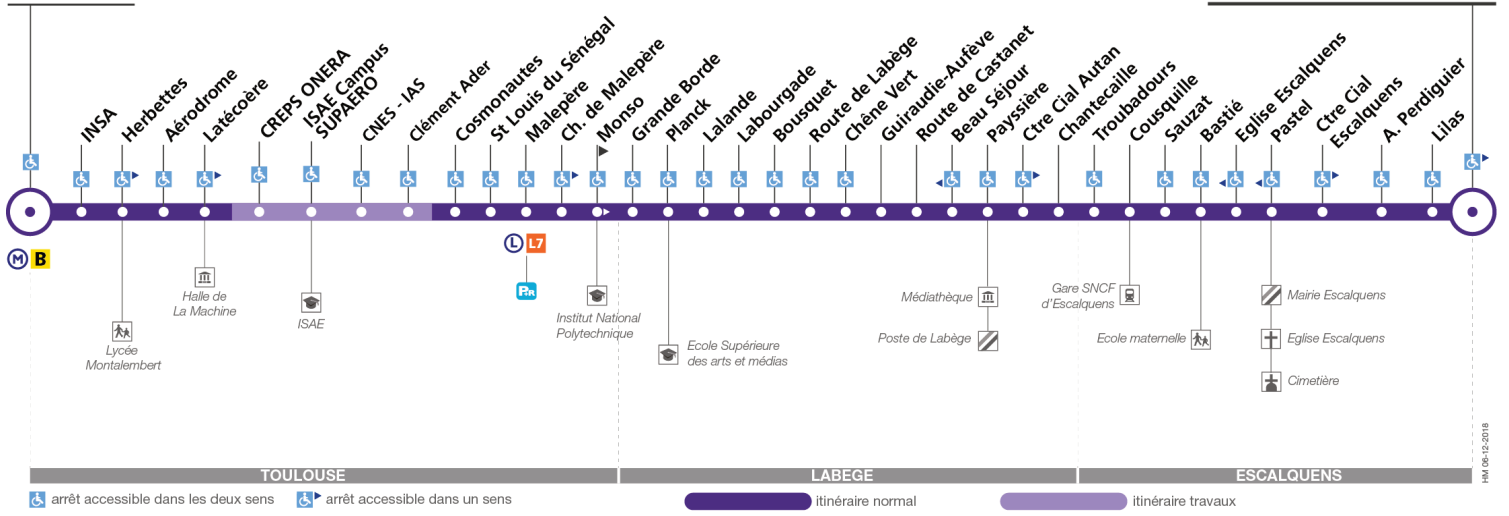 INSA
Herbettes
Aérodrome
Latécoère
CREPS ONERA
ISAE Campus
SUPAERO
CNES - IAS
Clément Ader
Cosmonautes
St Louis du Sénégal
Malepère
Ch. de Malepère
Monso
Grande Borde
Planck
Lalande
Labourgade
Bousquet
Route de Labège
Chêne Vert
Guiraudie-Aufève
Route de Castanet
Beau Séjour
Payssière
Ctre Cial Autan
Chantecaille
Troubadours
Cousquille
Sauzat
Bastié
Eglise Escalquens
Pastel
Ctre Cial
Escalquens
A. Perdiguier
Lilas
M B
L L7
P+R
Halle de
La Machine
Lycée
Montalembert
ISAE
Institut National
Polytechnique
Ecole Supérieure
des arts et médias
Médiathèque
Poste de Labège
Gare SNCF
d'Escalquens
Ecole maternelle
Mairie Escalquens
Eglise Escalquens
Cimetière
HM 06-12-2018
TOULOUSE
LABEGE
ESCALQUENS
arrêt accessible dans les deux sens
arrêt accessible dans un sens
itinéraire normal
itinéraire travaux